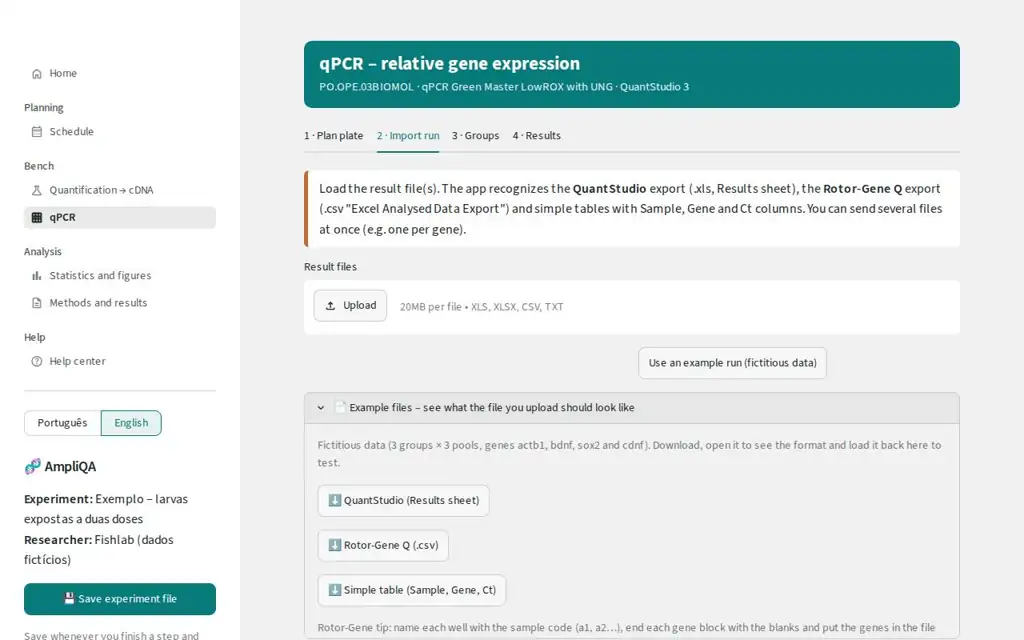 Home
Planning
Schedule
Bench
Quantification → cDNA
qPCR
Analysis
Statistics and figures
Methods and results
Help
Help center
Português
English
AmpliQA
Experiment: Exemplo – larvas
expostas a duas doses
Researcher: Fishlab (dados
fictícios)
Save experiment file
Save whenever you finish a step and
qPCR – relative gene expression
PO.OPE.03BIOMOL · qPCR Green Master LowROX with UNG · QuantStudio 3
1 · Plan plate
2 · Import run
3 · Groups
4 · Results
Load the result file(s). The app recognizes the QuantStudio export (.xls, Results sheet), the Rotor-Gene Q export
(.csv "Excel Analysed Data Export") and simple tables with Sample, Gene and Ct columns. You can send several files
at once (e.g. one per gene).
Result files
Upload
20MB per file • XLS, XLSX, CSV, TXT
Use an example run (fictitious data)
Example files – see what the file you upload should look like
Fictitious data (3 groups × 3 pools, genes actb1, bdnf, sox2 and cdnf). Download, open it to see the format and load it back here to
test.
QuantStudio (Results sheet)
Rotor-Gene Q (.csv)
Simple table (Sample, Gene, Ct)
Rotor-Gene tip: name each well with the sample code (a1, a2...), end each gene block with the blanks and put the genes in the file